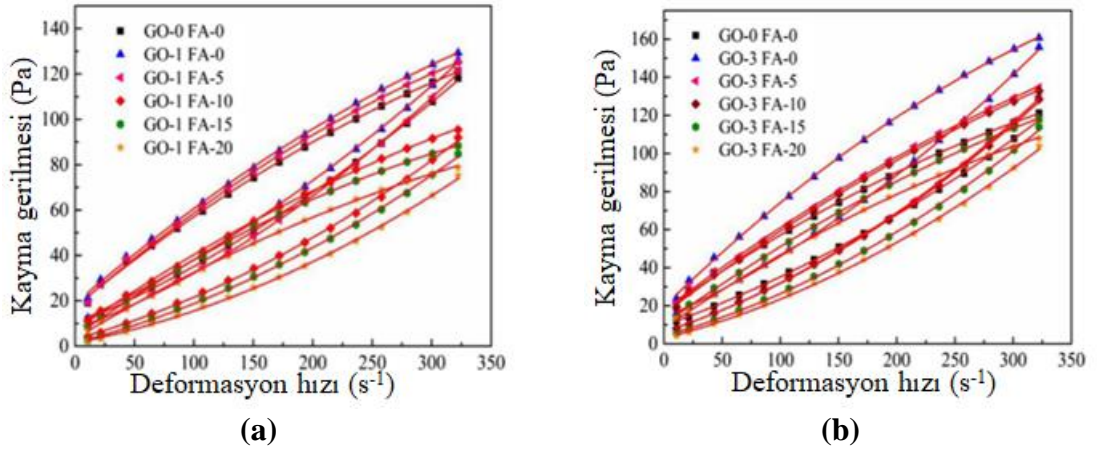 Kayma gerilmesi (Pa)
140
120
100
80
60
40
20
0
GO-0 FA-0
GO-1 FA-0
GO-1 FA-5
GO-1 FA-10
GO-1 FA-15
GO-1 FA-20
0 50 100 150 200 250 300 350
Deformasyon hızı (s⁻¹)
(a)
Kayma gerilmesi (Pa)
160
140
120
100
80
60
40
20
0
GO-0 FA-0
GO-3 FA-0
GO-3 FA-5
GO-3 FA-10
GO-3 FA-15
GO-3 FA-20
0 50 100 150 200 250 300 350
Deformasyon hızı (s⁻¹)
(b)